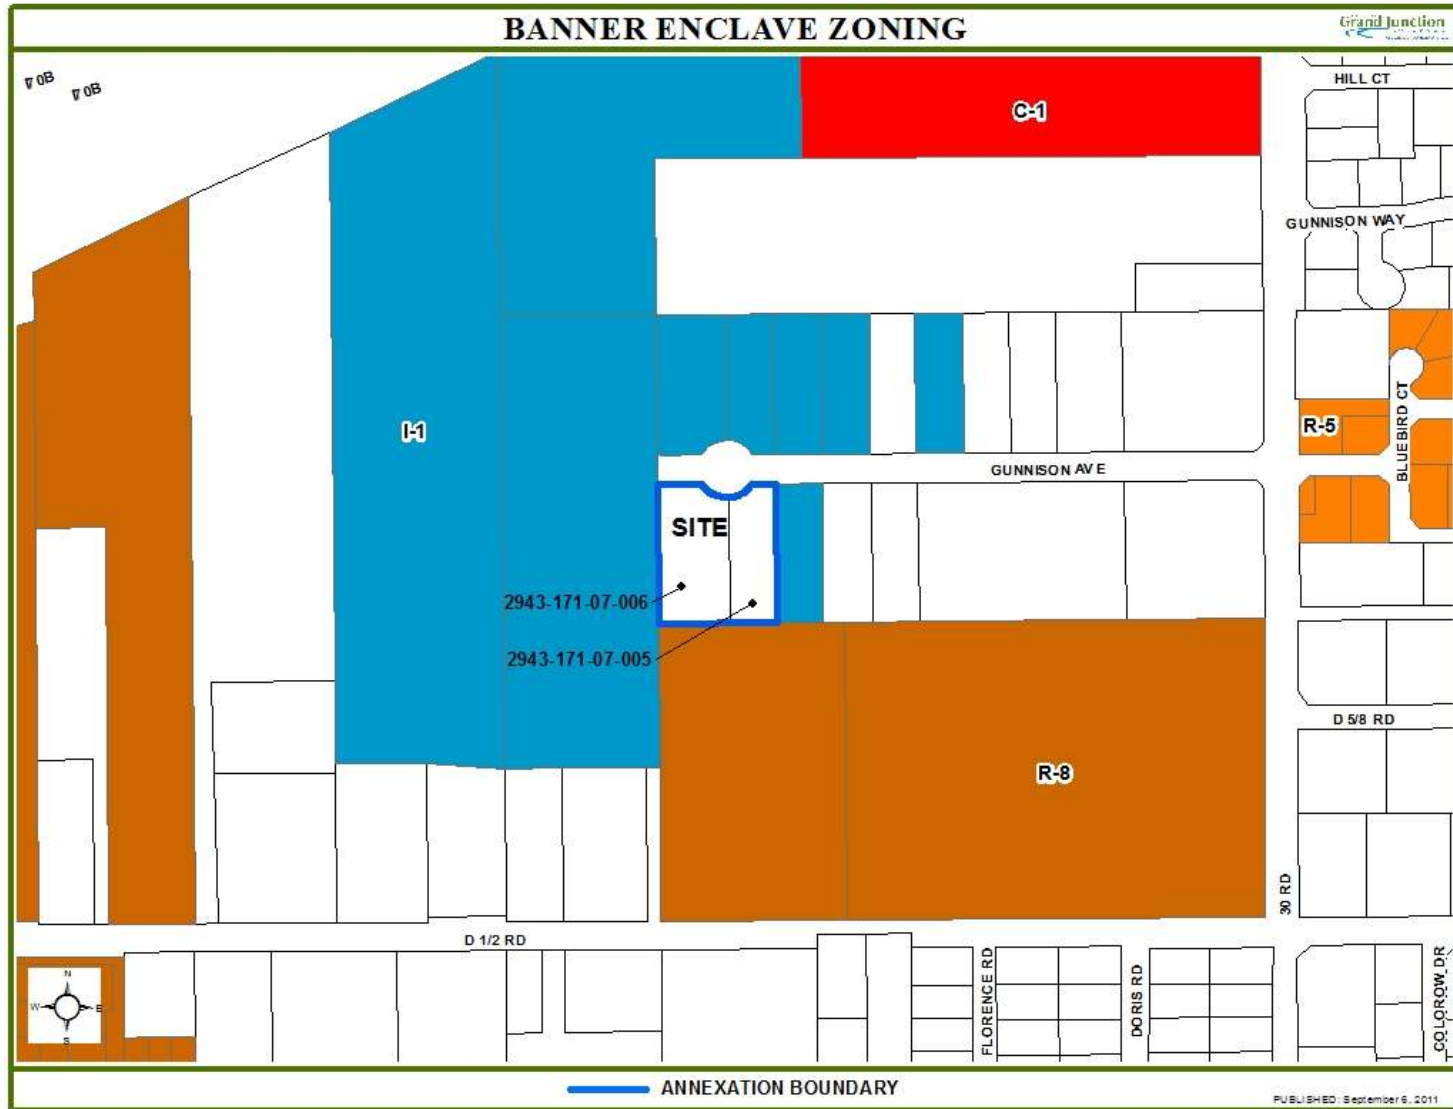 BANNER ENCLAVE ZONING
Grand Junction
70B
70B
C-1
HILL CT
GUNNISON WAY
I-1
R-5
BLUEBIRD CT
GUNNISON AVE
SITE
2943-171-07-006
2943-171-07-005
D 5/8 RD
R-8
30 RD
D 1/2 RD
N
W
E
S
FLORENCE RD
DORIS RD
COLOROW DR
ANNEXATION BOUNDARY
PUBLISHED: September 6, 2011